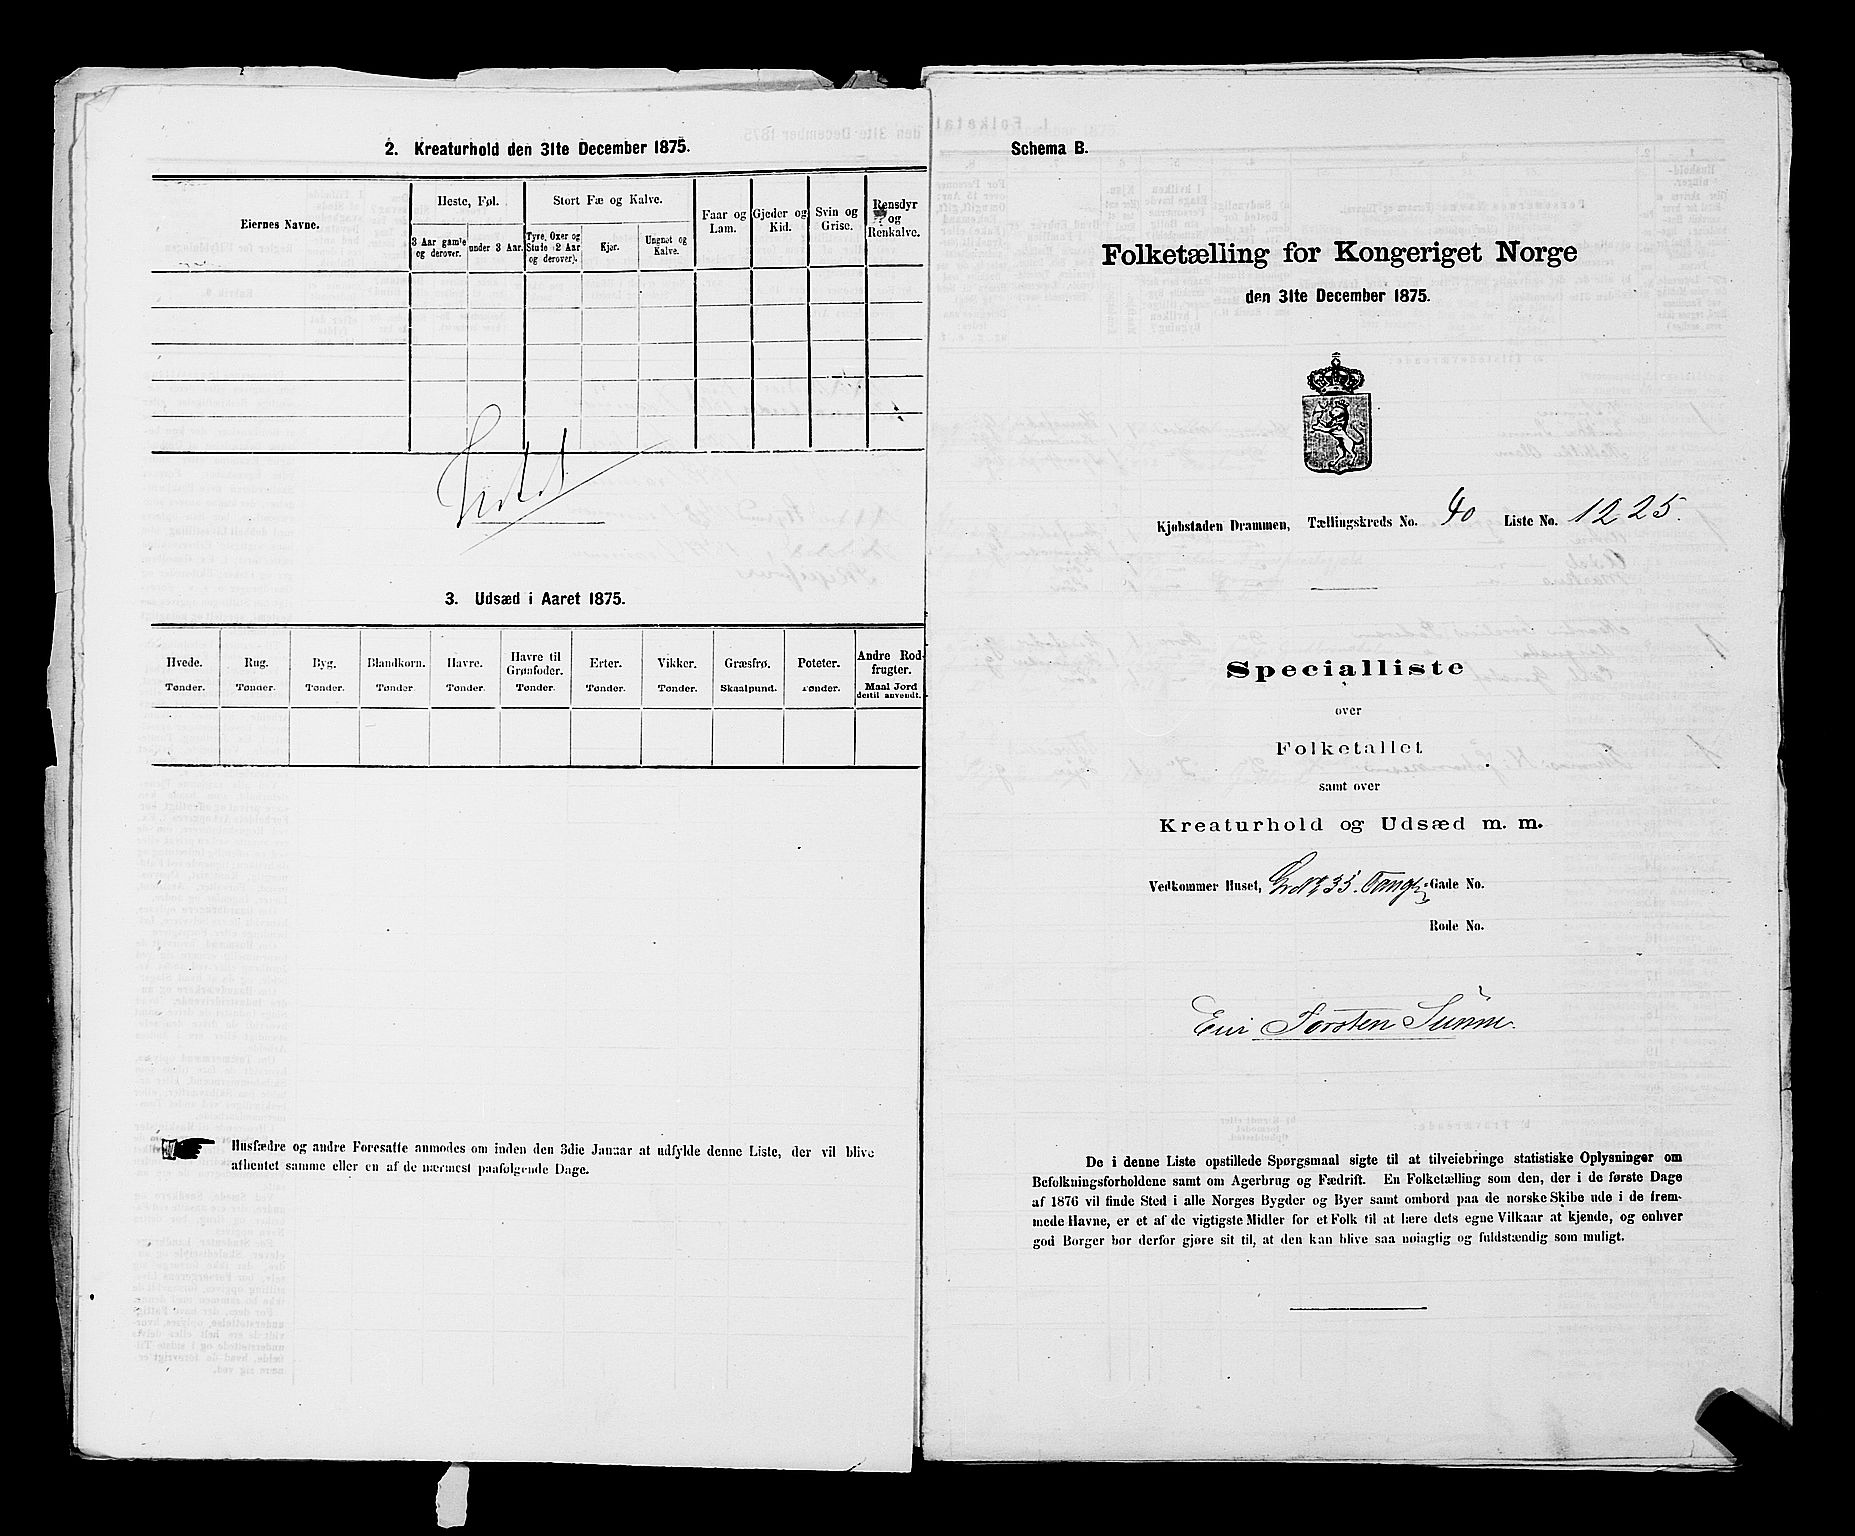 2. Kreaturhold den 31te December 1875.
Eiernes Navne.
Heste, Føl.
3 Aar gamle og derover.
under 3 Aar.
Stort Fæ og Kalve.
Tyre, Oxer og Stude (2 Aar og derover).
Kjør.
Ungnøt og Kalve.
Faar og Lam.
Gjeder og Kid.
Svin og Grise.
Rensdyr og Renkalve.
3. Udsæd i Aaret 1875.
Hvede. Tønder.
Rug. Tønder.
Byg. Tønder.
Blandkorn. Tønder
Havre. Tønder
Havre til Grønfoder. Tønder.
Erter. Tønder.
Vikker. Tønder.
Græsfrø. Skaalpund.
Poteter. Tønder.
Andre Rodfrugter. Maal Jord dertil anvendt.
Husfædre og andre Foresatte anmodes om inden den 3die Januar at udfylde denne Liste, der vil blive
afhentet samme eller en af de nærmest paafølgende Dage.
Schema B.
Folketælling for Kongeriget Norge
den 31te December 1875.
Kjøbstaden Drammen, Tællingskreds No. 40 Liste No. 1225.
Specialliste
over
Folketallet
samt over
Kreaturhold og Udsæd m. m.
Vedkommer Huset, 35. Gade No.
Rode No.
Eier Torsten
De i denne Liste opstillede Spørgsmaal sigte til at tilveiebringe statistiske Oplysninger om
Befolkningsforholdene samt om Agerbrug og Fædrift. En Folketælling som den, der i de første Dage
af 1876 vil finde Sted i alle Norges Bygder og Byer samt ombord paa de norske Skibe ude i de frem-
mede Havne, er et af de vigtigste Midler for et Folk til at lære dets egne Vilkaar at kjende, og enhver
god Borger bør derfor gjøre sit til, at den kan blive saa nøiagtig og fuldstændig som muligt.